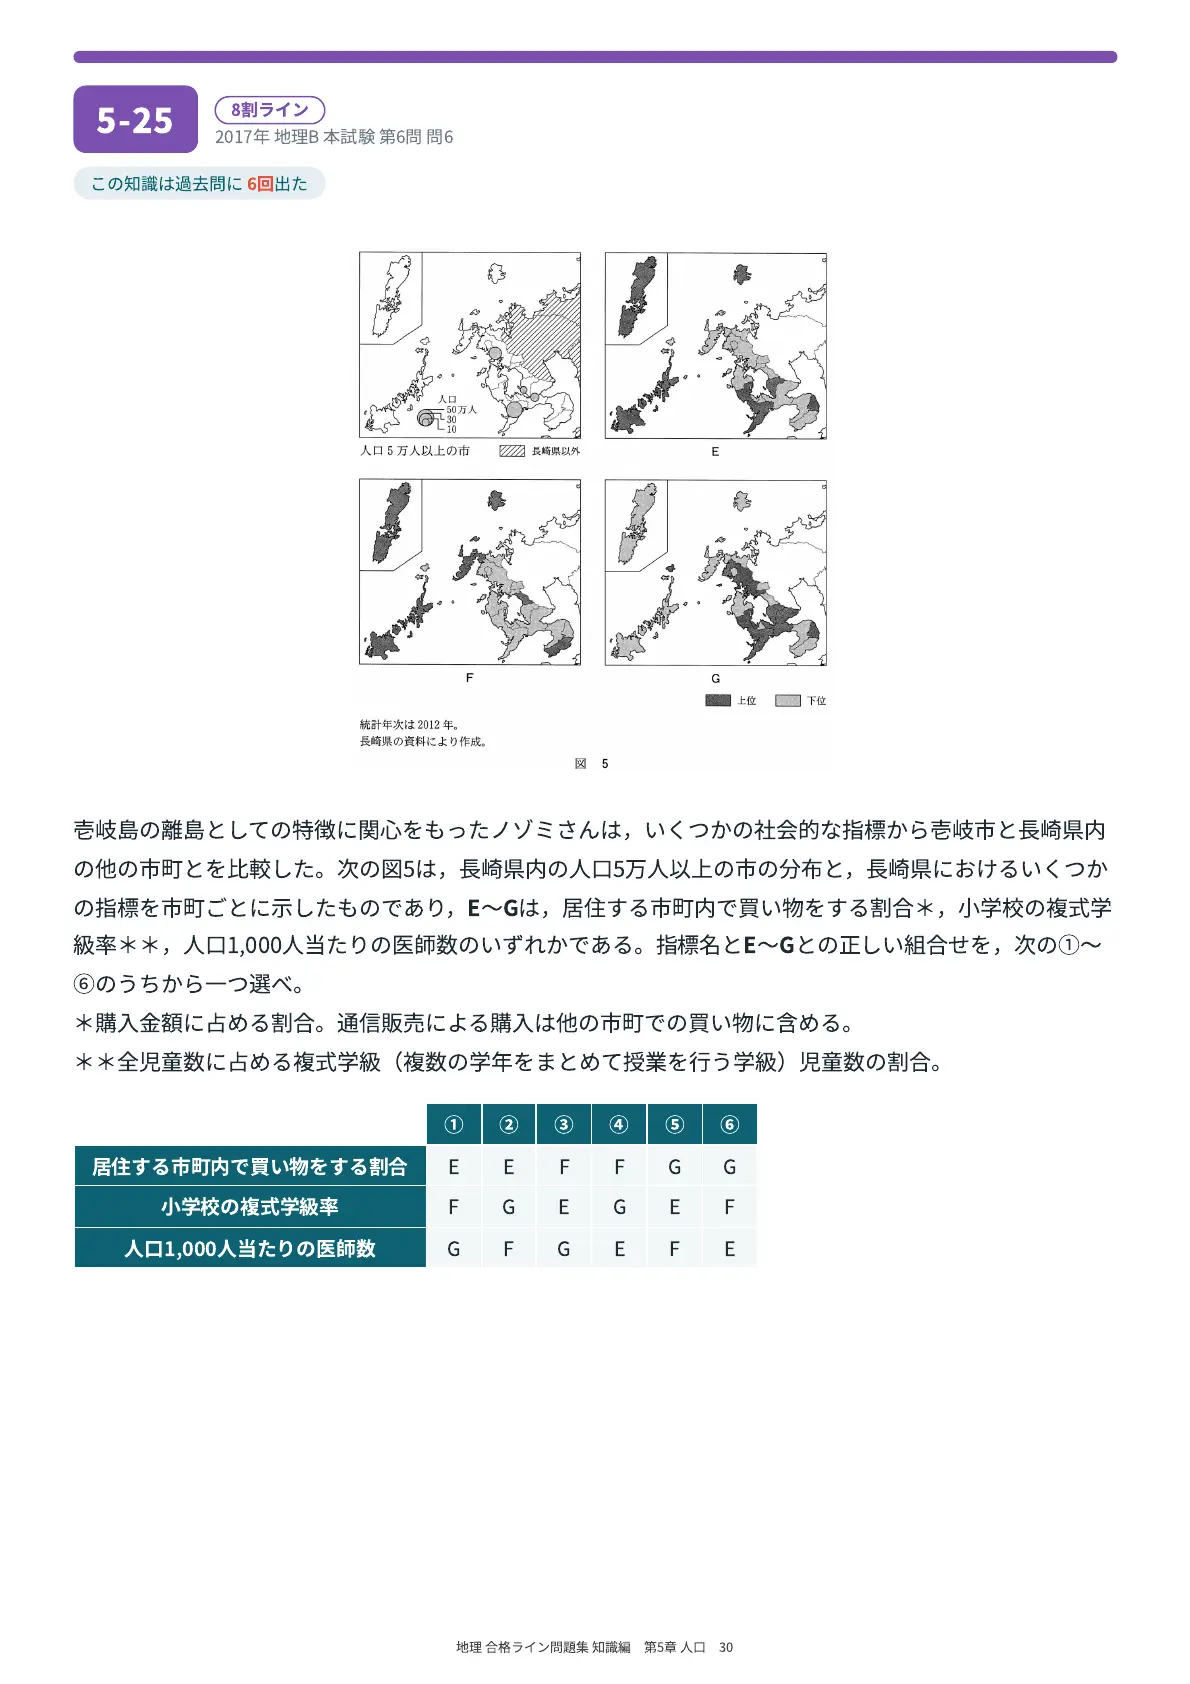 5-25
8割ライン
2017年 地理B 本試験 第6問 問6
この知識は過去問に 6回出た
人口
50万人
30
10
人口5万人以上の市
長崎県以外
E
F
G
上位
下位
統計年次は2012年。
長崎県の資料により作成。
図 5
壱岐島の離島としての特徴に関心をもったノゾミさんは，いくつかの社会的な指標から壱岐市と長崎県内
の他の市町とを比較した。次の図5は，長崎県内の人口5万人以上の市の分布と，長崎県におけるいくつか
の指標を市町ごとに示したものであり，E～Gは，居住する市町内で買い物をする割合＊，小学校の複式学
級率＊＊，人口1,000人当たりの医師数のいずれかである。指標名とE～Gとの正しい組合せを，次の①～
⑥のうちから一つ選べ。
＊購入金額に占める割合。通信販売による購入は他の市町での買い物に含める。
＊＊全児童数に占める複式学級（複数の学年をまとめて授業を行う学級）児童数の割合。
① ② ③ ④ ⑤ ⑥
居住する市町内で買い物をする割合 E E F F G G
小学校の複式学級率 F G E G E F
人口1,000人当たりの医師数 G F G E F E
地理 合格ライン問題集 知識編 第5章 人口 30